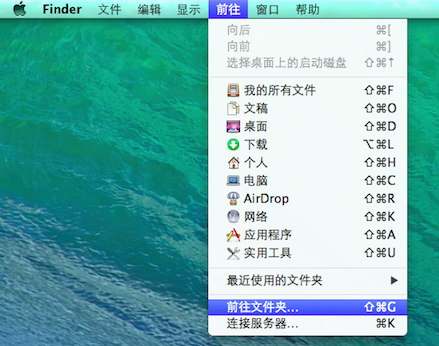 Finder 文件 编辑 显示 前往 窗口 帮助
向后 ⌘[
向前 ⌘]
选择桌面上的启动磁盘 ⇧⌘↑
我的所有文件 ⇧⌘F
文稿 ⇧⌘O
桌面 ⇧⌘D
下载 ⌥⌘L
个人 ⇧⌘H
电脑 ⇧⌘C
AirDrop ⇧⌘R
网络 ⇧⌘K
应用程序 ⇧⌘A
实用工具 ⇧⌘U
最近使用的文件夹
前往文件夹... ⇧⌘G
连接服务器... ⌘K